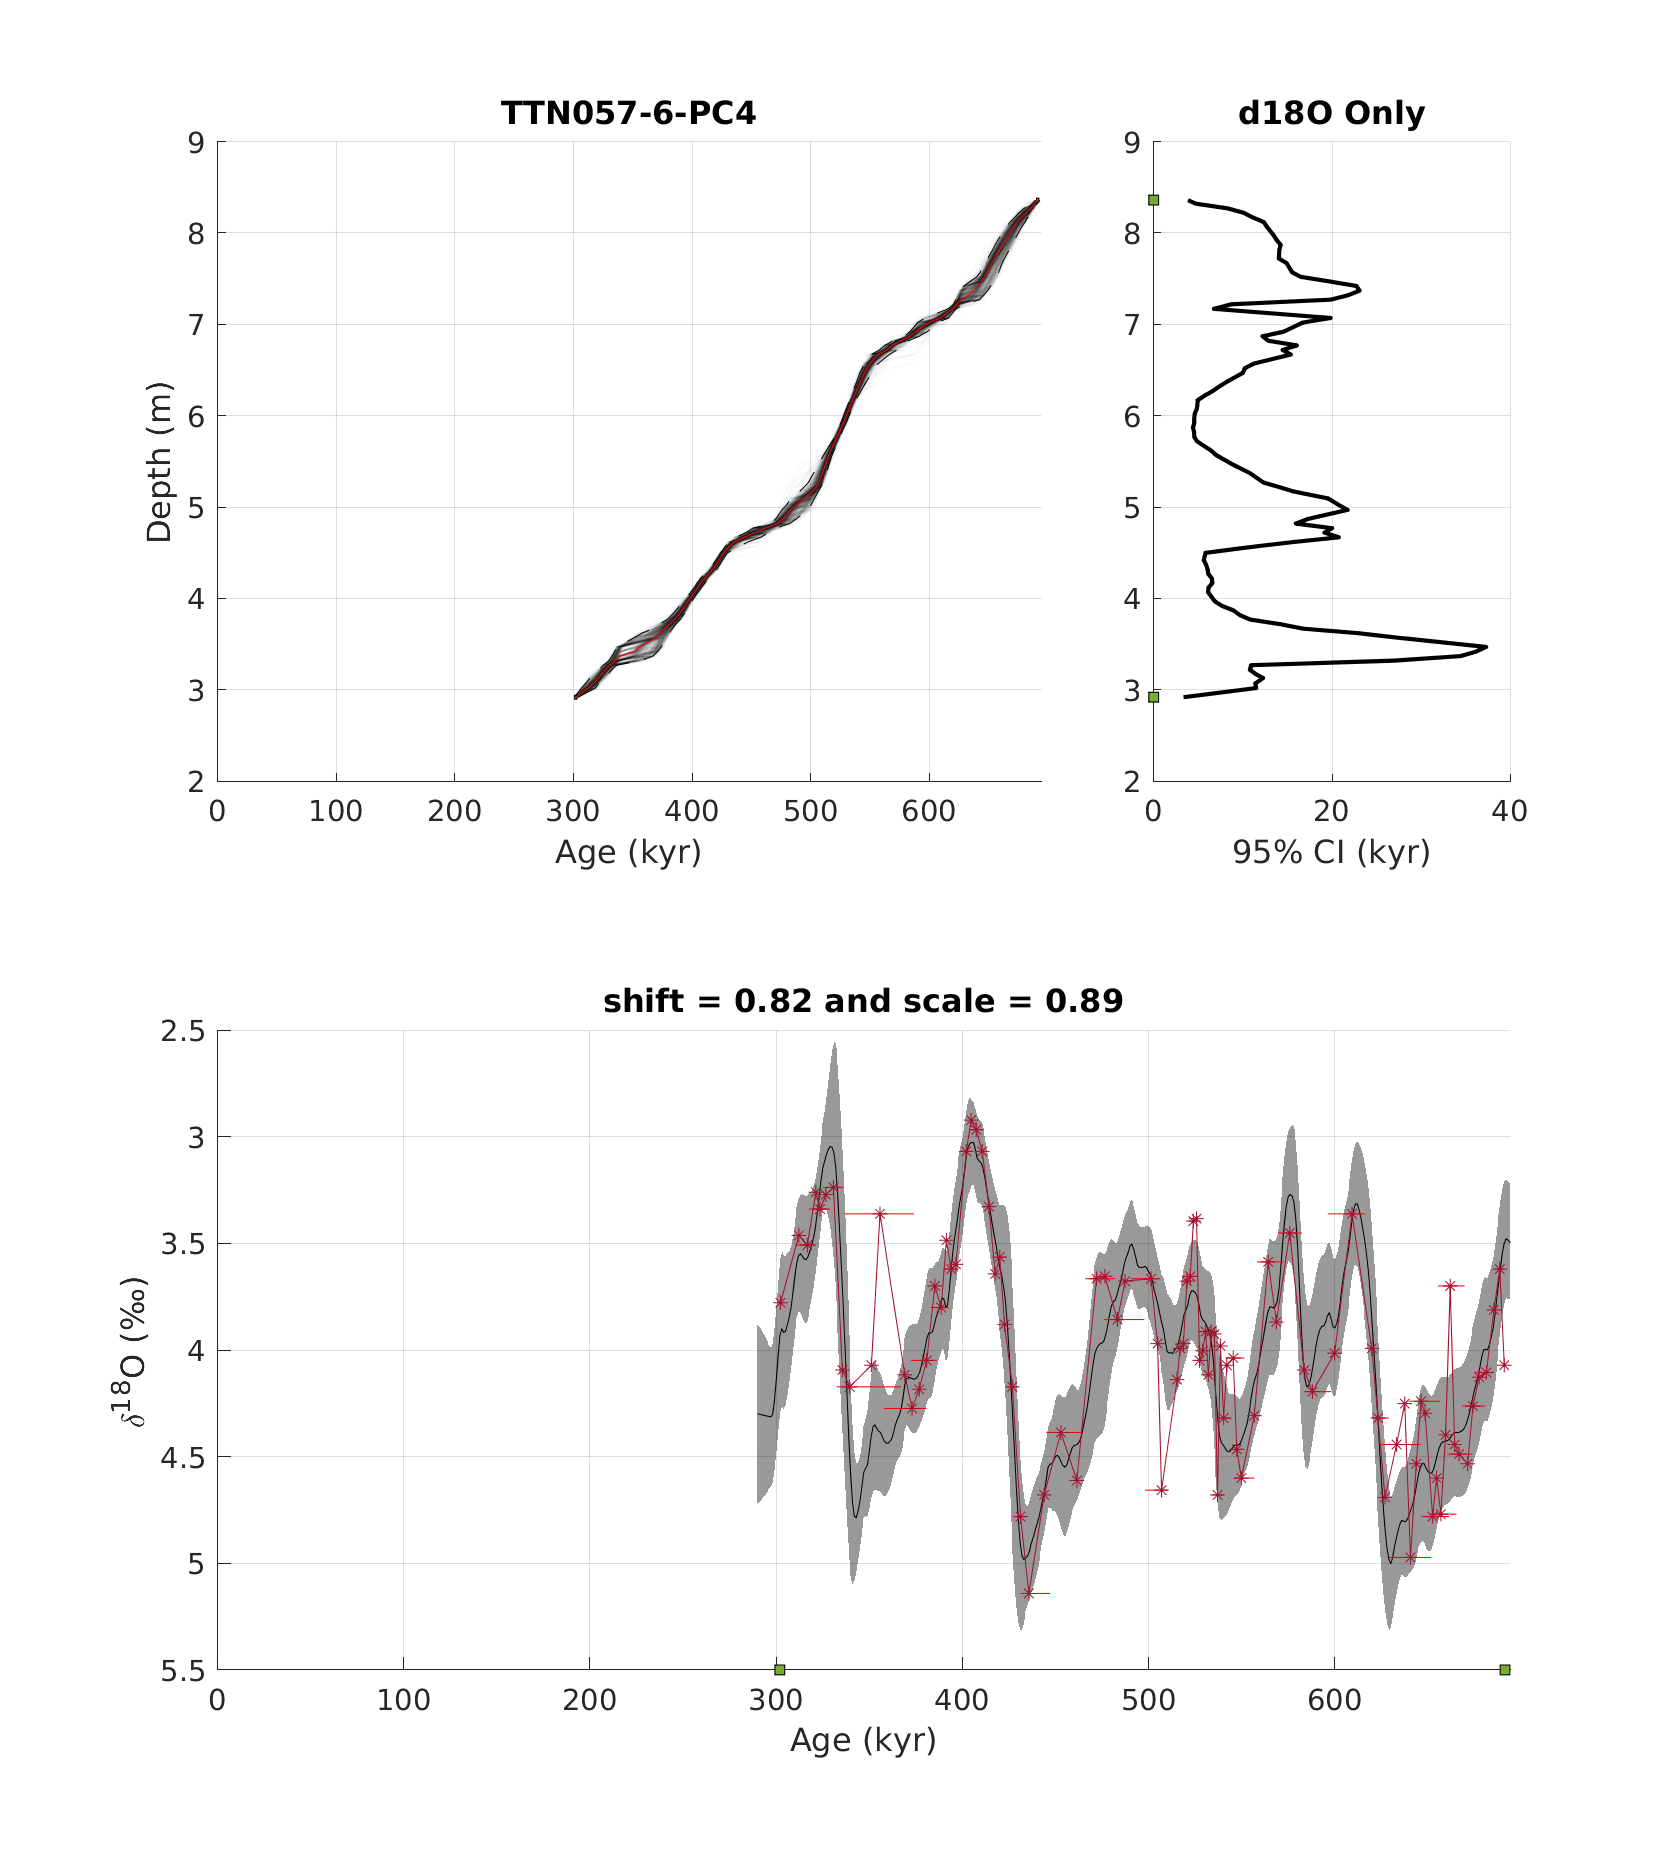 TTN057-6-PC4
d18O Only
9
8
7
6
5
4
3
2
Depth (m)
0 100 200 300 400 500 600
Age (kyr)
9
8
7
6
5
4
3
2
0 20 40
95% CI (kyr)
shift = 0.82 and scale = 0.89
2.5
3
3.5
4
4.5
5
5.5
δ18O (‰)
0 100 200 300 400 500 600
Age (kyr)